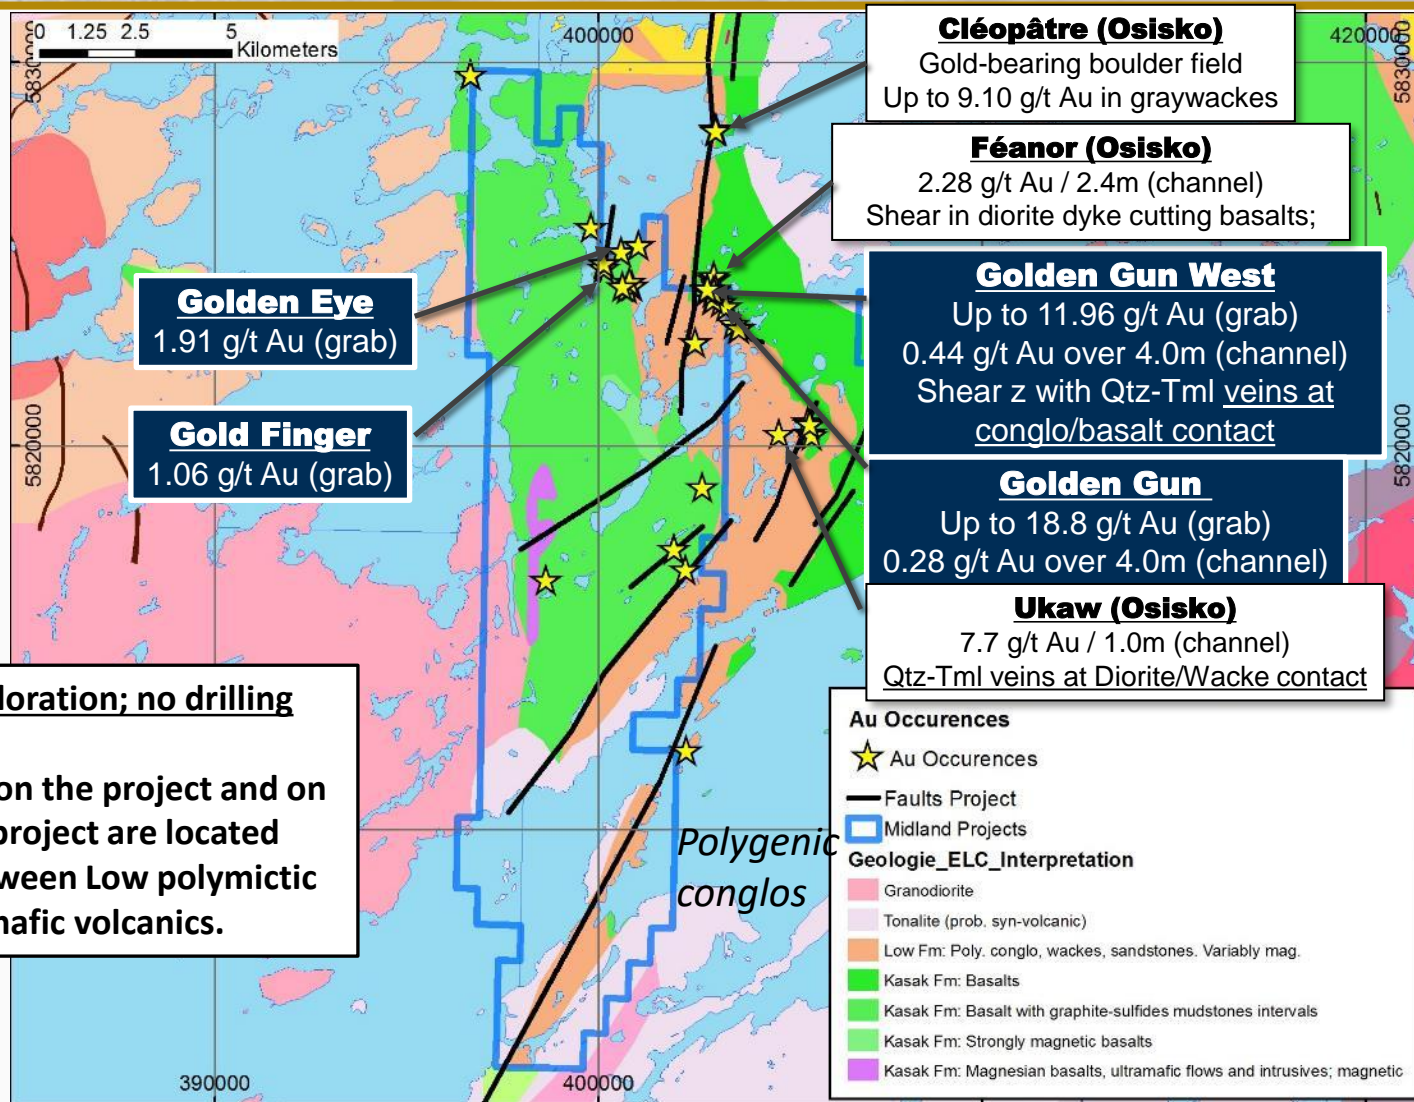 0 1.25 2.5 5
Kilometers
400000
420000
5830000
5830000
Cléopâtre (Osisko)
Gold-bearing boulder field
Up to 9.10 g/t Au in graywackes
Féanor (Osisko)
2.28 g/t Au / 2.4m (channel)
Shear in diorite dyke cutting basalts;
Golden Gun West
Up to 11.96 g/t Au (grab)
0.44 g/t Au over 4.0m (channel)
Shear z with Qtz-Tml veins at
conglo/basalt contact
Golden Eye
1.91 g/t Au (grab)
Gold Finger
1.06 g/t Au (grab)
5820000
5820000
Golden Gun
Up to 18.8 g/t Au (grab)
0.28 g/t Au over 4.0m (channel)
Ukaw (Osisko)
7.7 g/t Au / 1.0m (channel)
Qtz-Tml veins at Diorite/Wacke contact
loration; no drilling
on the project and on
project are located
ween Low polymictic
mafic volcanics.
Polygenic
conglos
Au Occurences
Au Occurences
Faults Project
Midland Projects
Geologie_ELC_Interpretation
Granodiorite
Tonalite (prob. syn-volcanic)
Low Fm: Poly. conglo, wackes, sandstones. Variably mag.
Kasak Fm: Basalts
Kasak Fm: Basalt with graphite-sulfides mudstones intervals
Kasak Fm: Strongly magnetic basalts
Kasak Fm: Magnesian basalts, ultramafic flows and intrusives; magnetic
390000
400000